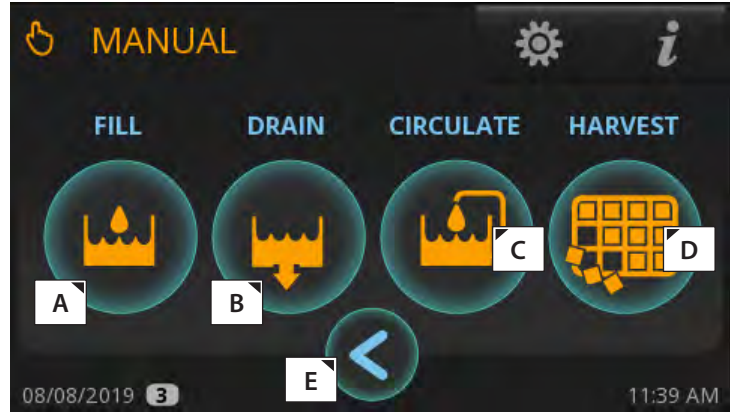 MANUAL i
FILL DRAIN CIRCULATE HARVEST
A B C D
E
08/08/2019 3 11:39 AM